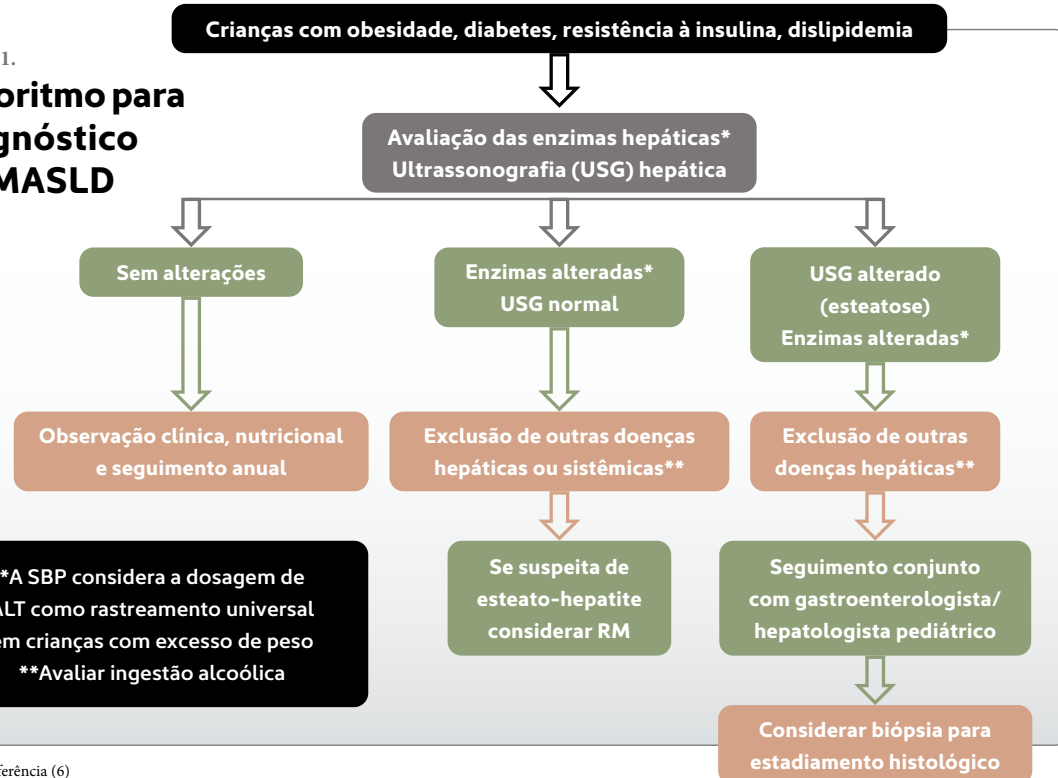 Crianças com obesidade, diabetes, resistência à insulina, dislipidemia
1.
oritmo para
gnóstico
MASLD
Avaliação das enzimas hepáticas*
Ultrassonografia (USG) hepática
Sem alterações
Enzimas alteradas*
USG normal
USG alterado
(esteatose)
Enzimas alteradas*
Observação clínica, nutricional
e seguimento anual
Exclusão de outras doenças
hepáticas ou sistêmicas**
Exclusão de outras
doenças hepáticas**
*A SBP considera a dosagem de
ALT como rastreamento universal
em crianças com excesso de peso
**Avaliar ingestão alcoólica
Se suspeita de
esteato-hepatite
considerar RM
Seguimento conjunto
com gastroenterologista/
hepatologista pediátrico
Considerar biópsia para
estadiamento histológico
ferência (6)